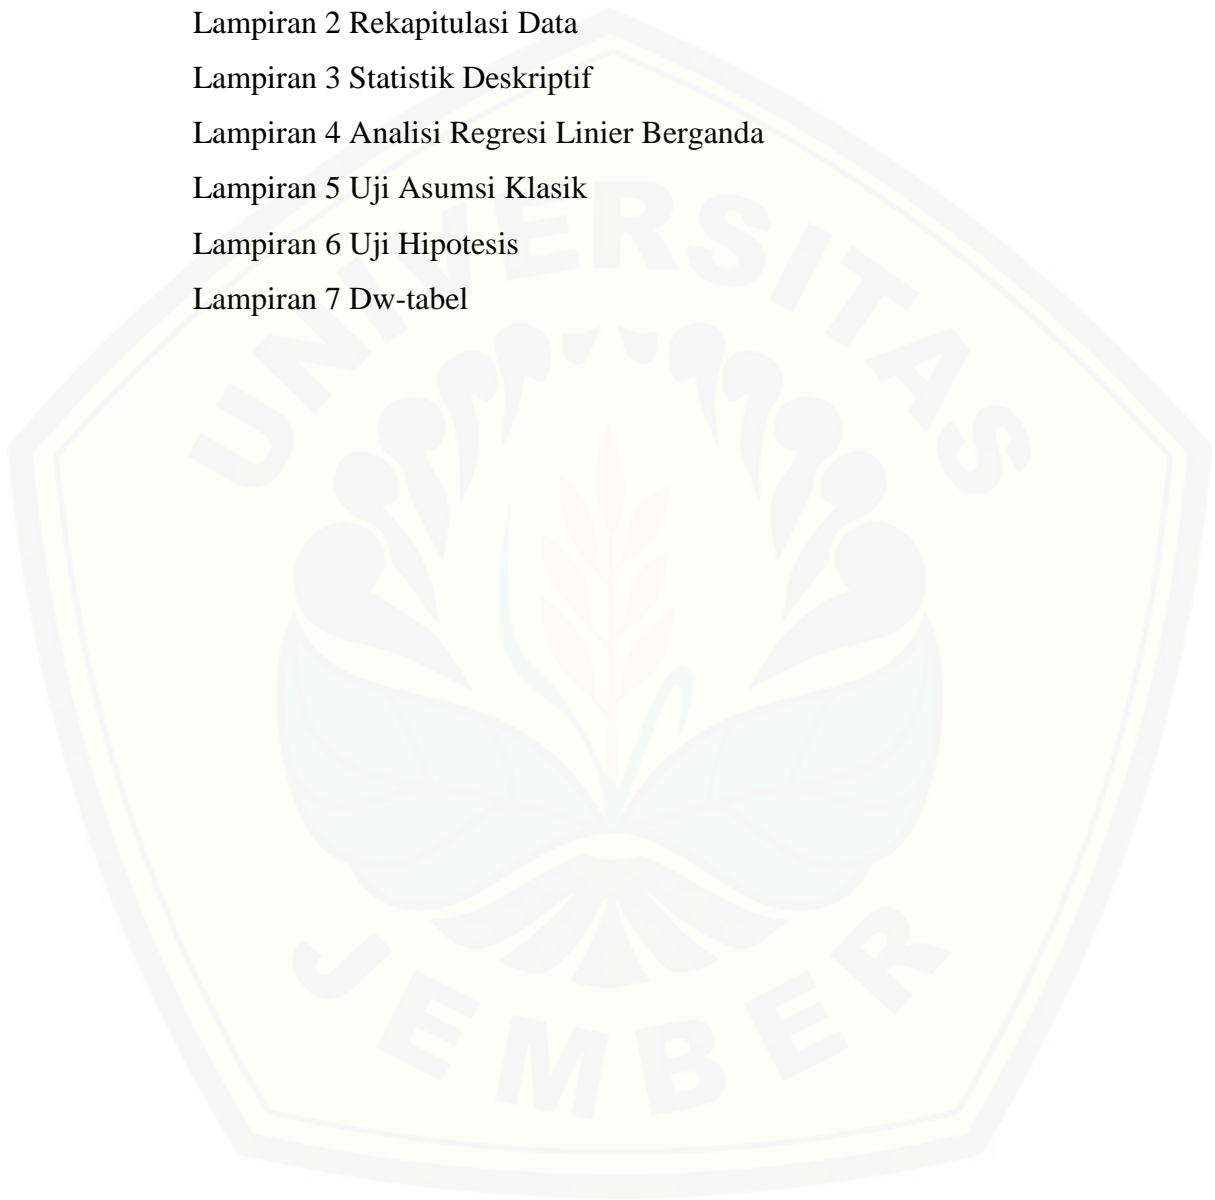 Lampiran 2 Rekapitulasi Data
Lampiran 3 Statistik Deskriptif
Lampiran 4 Analisi Regresi Linier Berganda
Lampiran 5 Uji Asumsi Klasik
Lampiran 6 Uji Hipotesis
Lampiran 7 Dw-tabel
UNIVERSITAS
JEMBER